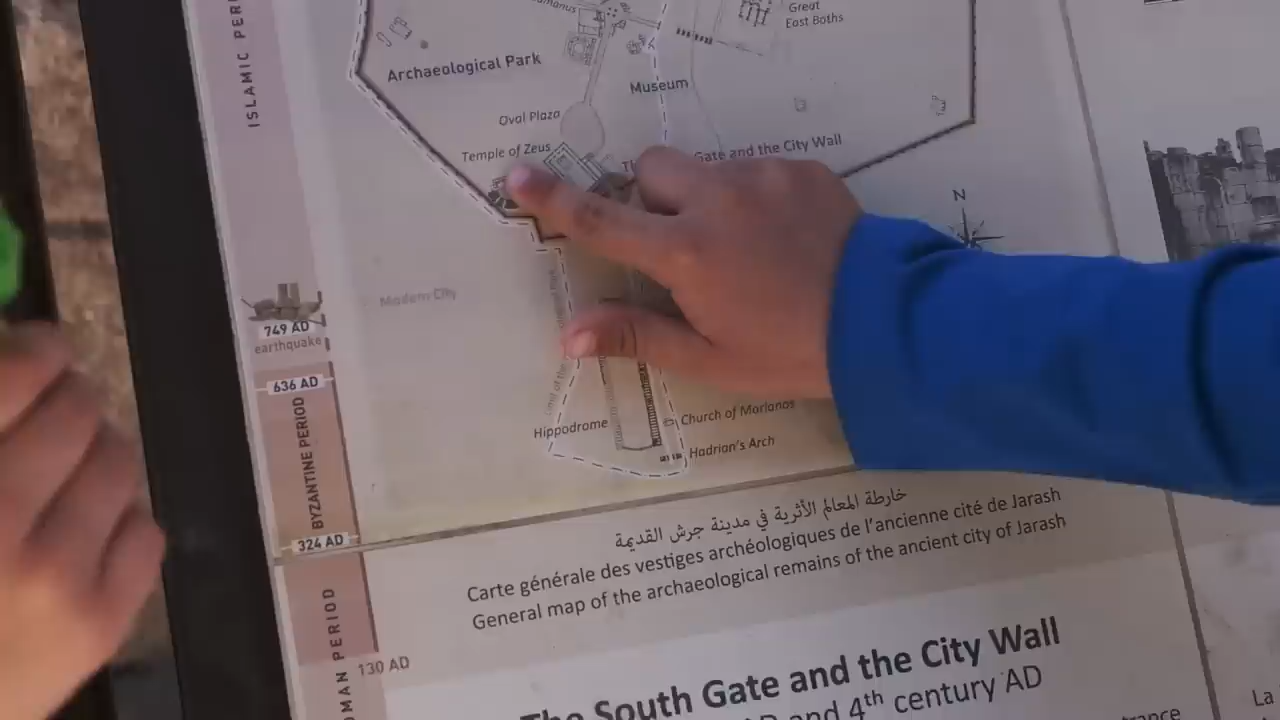 ISLAMIC
Great
East Baths
Archaeological Park
Museum
Oval Plaza
Temple of Zeus
Gate and the City Wall
N
Modern City
749 AD
earthquake
636 AD
BYZANTINE PERIOD
324 AD
Hippodrome
Church of Marianos
Hadrian's Arch
خارطة المعالم الأثرية في مدينة جرش القديمة
Carte générale des vestiges archéologiques de l'ancienne cité de Jarash
General map of the archaeological remains of the ancient city of Jarash
PERIOD
130 AD
The South Gate and the City Wall
and 4th century AD
La